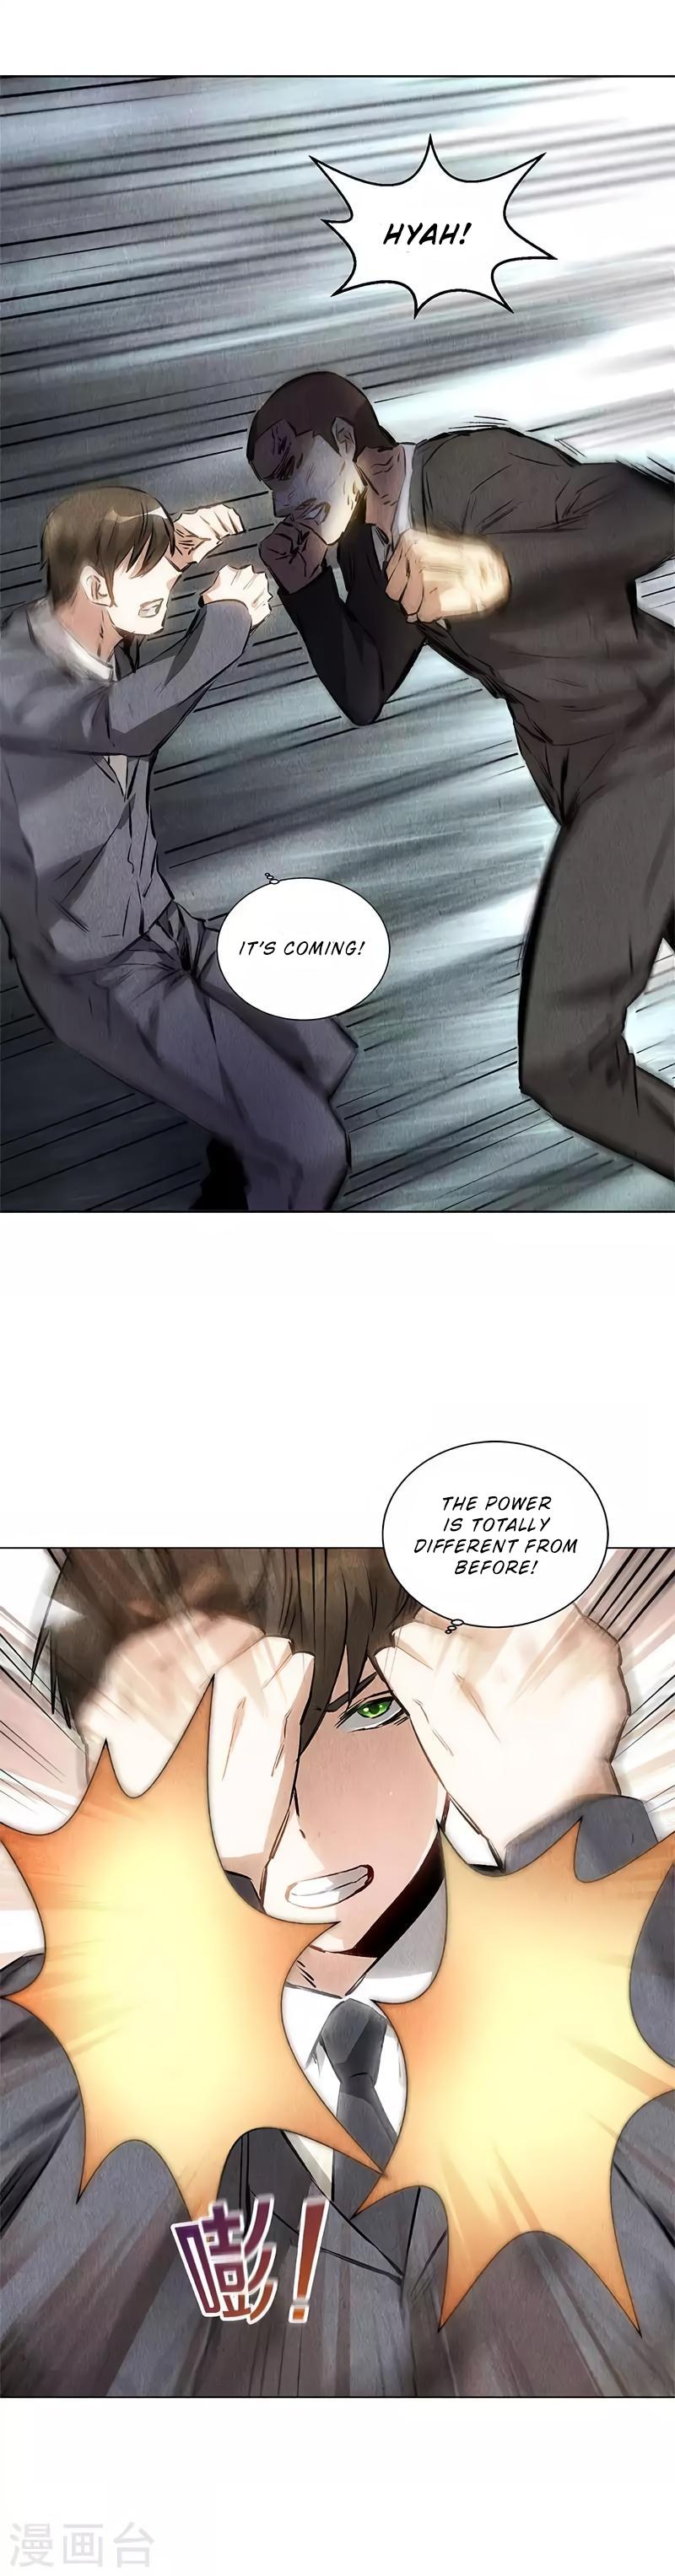 HYAH!
IT'S COMING!
THE POWER
IS TOTALLY
DIFFERENT FROM
BEFORE!
嘭!
漫画台